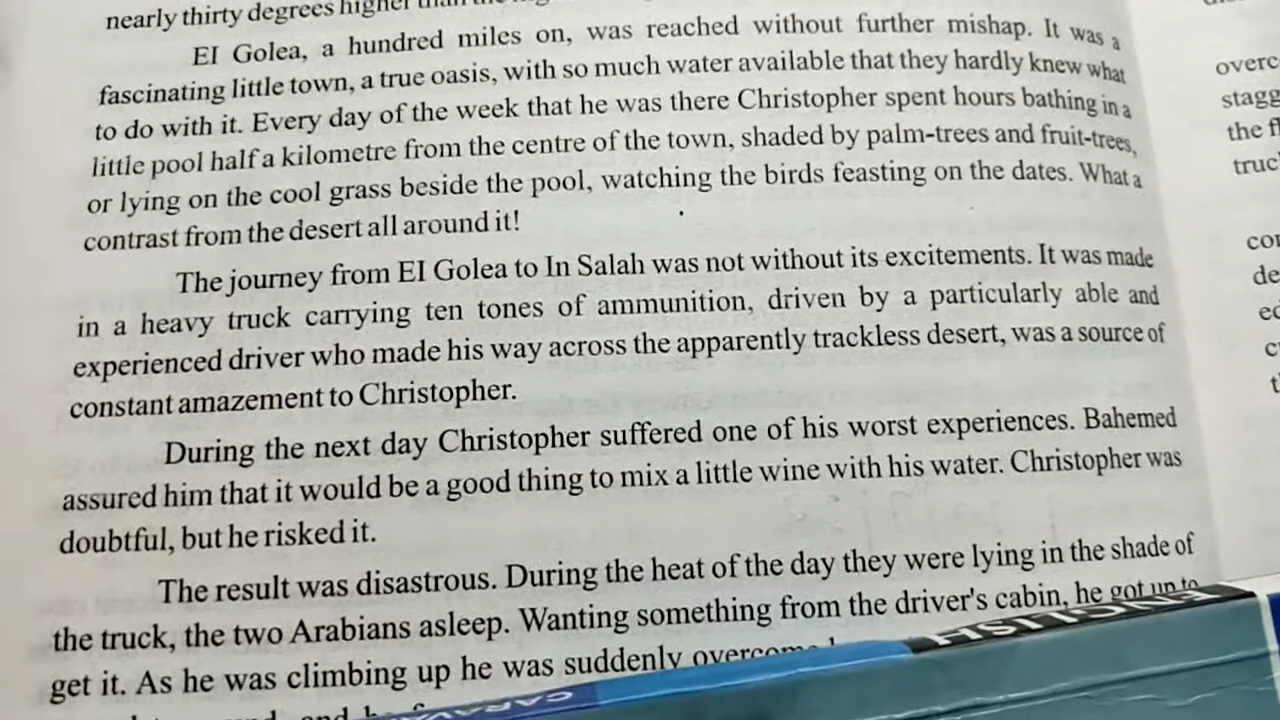 nearly thirty degrees higher than the
EI Golea, a hundred miles on, was reached without further mishap. It was a
fascinating little town, a true oasis, with so much water available that they hardly knew what
to do with it. Every day of the week that he was there Christopher spent hours bathing in a
little pool half a kilometre from the centre of the town, shaded by palm-trees and fruit-trees,
or lying on the cool grass beside the pool, watching the birds feasting on the dates. What a
contrast from the desert all around it!
The journey from EI Golea to In Salah was not without its excitements. It was made
in a heavy truck carrying ten tones of ammunition, driven by a particularly able and
experienced driver who made his way across the apparently trackless desert, was a source of
constant amazement to Christopher.
During the next day Christopher suffered one of his worst experiences. Bahemed
assured him that it would be a good thing to mix a little wine with his water. Christopher was
doubtful, but he risked it.
The result was disastrous. During the heat of the day they were lying in the shade of
the truck, the two Arabians asleep. Wanting something from the driver's cabin, he got up to
get it. As he was climbing up he was suddenly overcome
and
overc
stagg
the fl
truc
con
de
ec
ENGLISH
CARAVA